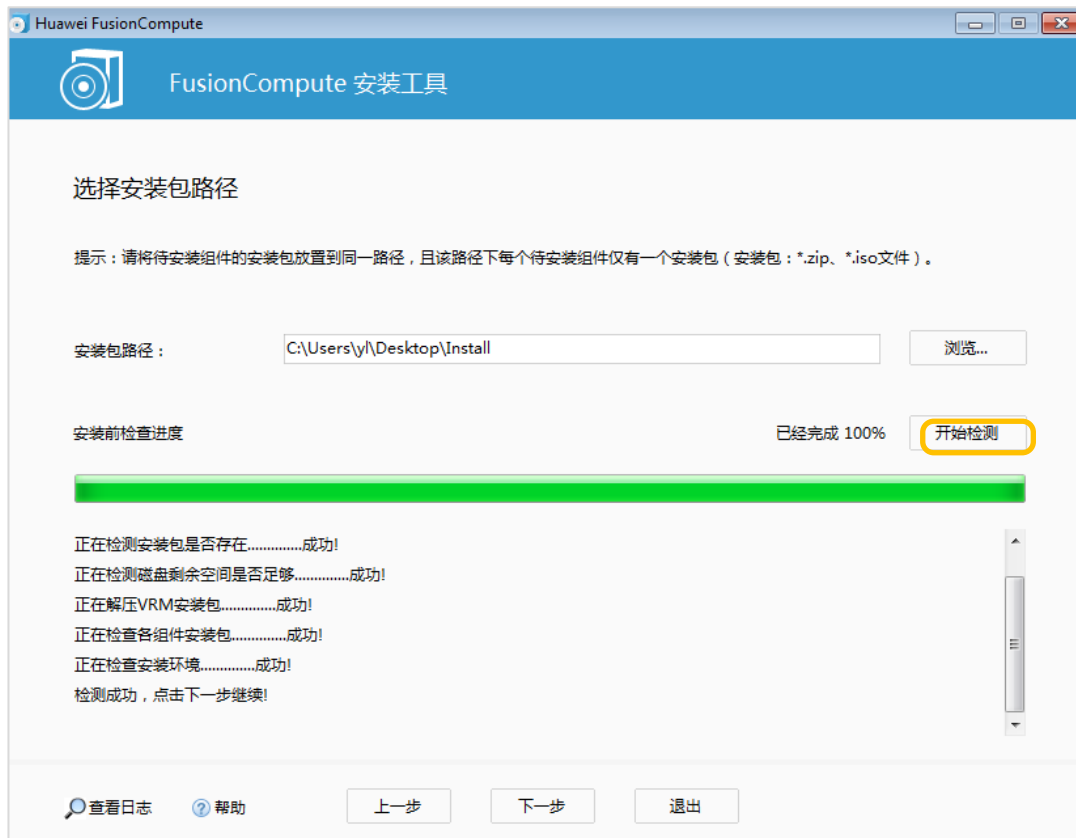 Huawei FusionCompute
FusionCompute 安装工具
选择安装包路径
提示：请将待安装组件的安装包放置到同一路径，且该路径下每个待安装组件仅有一个安装包（安装包：*.zip、*.iso文件）。
安装包路径： C:\Users\yl\Desktop\Install 浏览...
安装前检查进度 已经完成 100% 开始检测
正在检测安装包是否存在..............成功!
正在检测磁盘剩余空间是否足够..............成功!
正在解压VRM安装包..............成功!
正在检查各组件安装包..............成功!
正在检查安装环境..............成功!
检测成功，点击下一步继续!
查看日志 帮助 上一步 下一步 退出